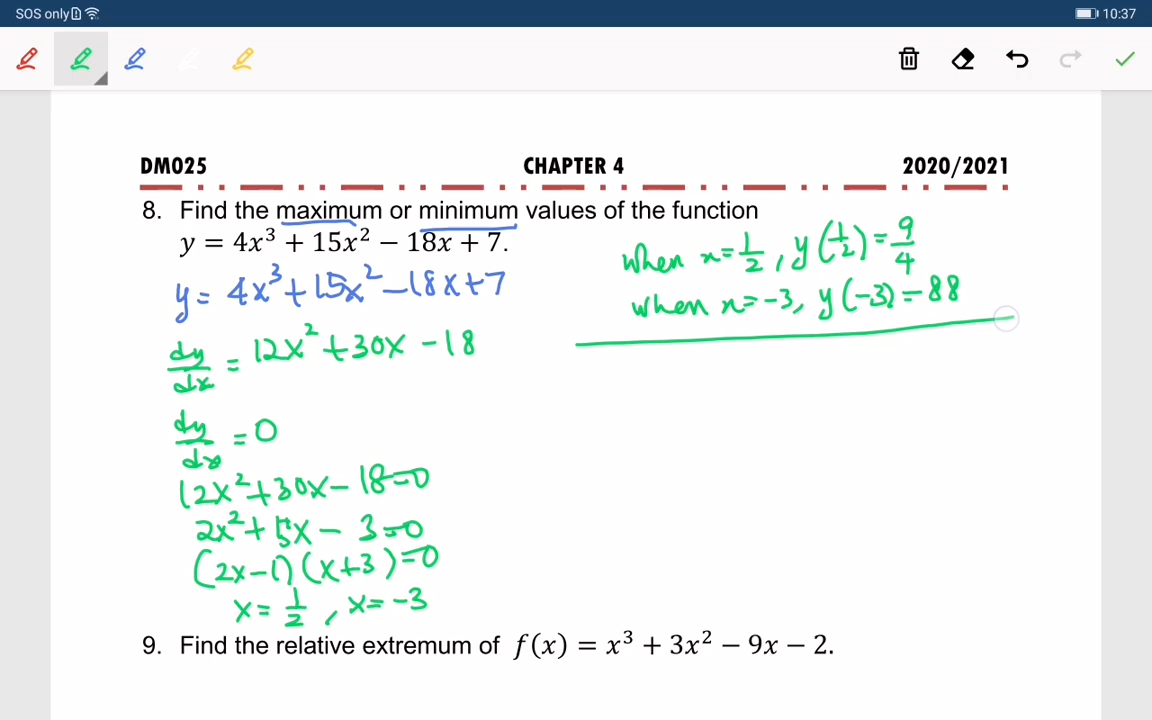 SOS only 10:37
DM025 CHAPTER 4 2020/2021
8. Find the maximum or minimum values of the function
y = 4x³ + 15x² − 18x + 7.
y = 4x³ + 15x² − 18x + 7
dy/dx = 12x² + 30x − 18
dy/dx = 0
12x² + 30x − 18 = 0
2x² + 5x − 3 = 0
(2x − 1)(x + 3) = 0
x = 1/2, x = −3
when x = 1/2, y(1/2) = 9/4
when x = −3, y(−3) = 88
9. Find the relative extremum of f(x) = x³ + 3x² − 9x − 2.